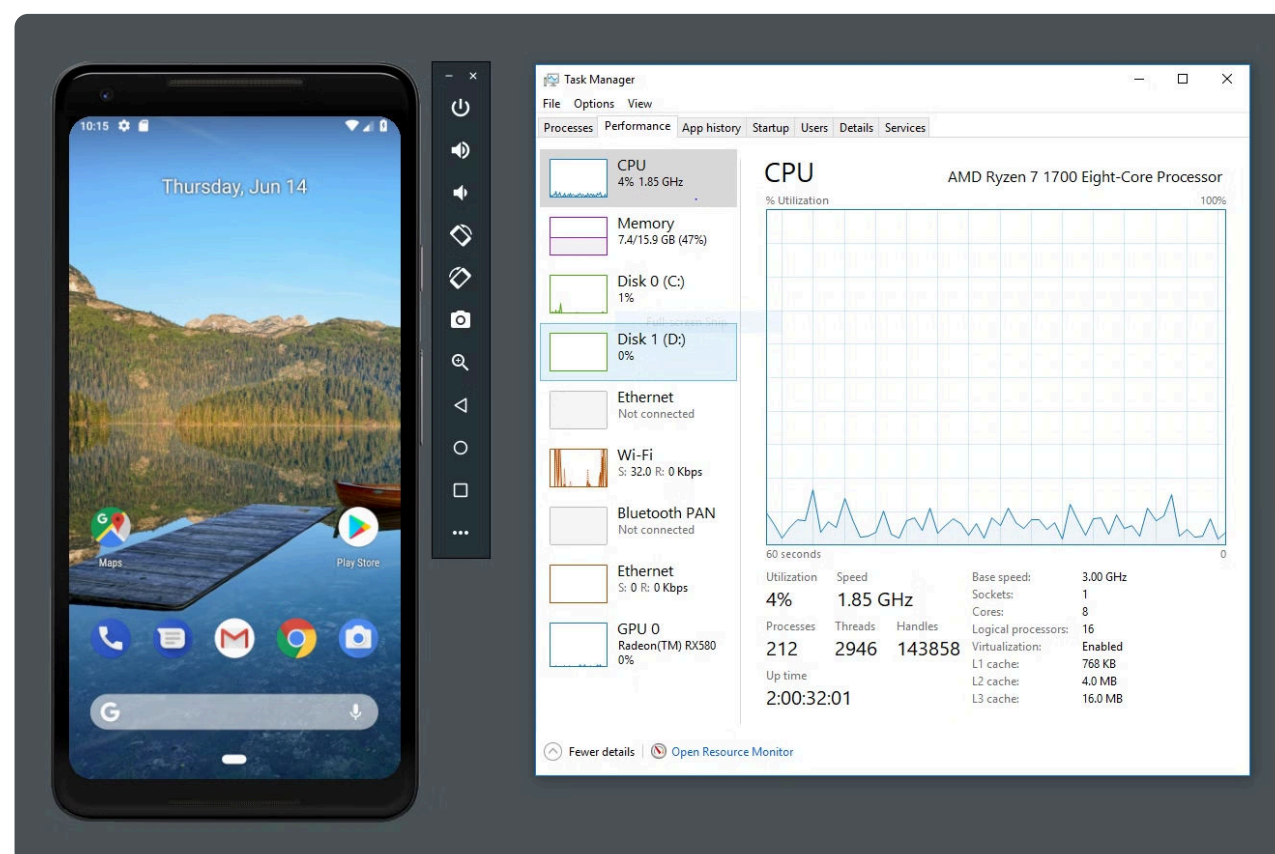 10:15
Thursday, Jun 14
G
Maps
Play Store
G
Task Manager
File Options View
Processes Performance App history Startup Users Details Services
CPU
4% 1.85 GHz
Memory
7.4/15.9 GB (47%)
Disk 0 (C:)
1%
Full-screen Snip
Disk 1 (D:)
0%
Ethernet
Not connected
Wi-Fi
S: 32.0 R: 0 Kbps
Bluetooth PAN
Not connected
Ethernet
S: 0 R: 0 Kbps
GPU 0
Radeon(TM) RX580
0%
CPU AMD Ryzen 7 1700 Eight-Core Processor
% Utilization 100%
60 seconds 0
Utilization Speed
4% 1.85 GHz
Processes Threads Handles
212 2946 143858
Up time
2:00:32:01
Base speed: 3.00 GHz
Sockets: 1
Cores: 8
Logical processors: 16
Virtualization: Enabled
L1 cache: 768 KB
L2 cache: 4.0 MB
L3 cache: 16.0 MB
Fewer details Open Resource Monitor